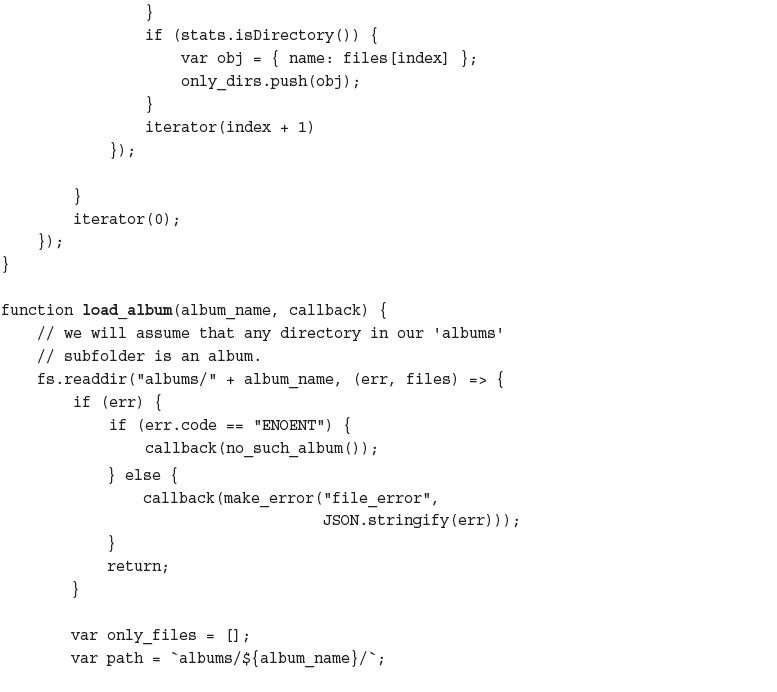 }
                if (stats.isDirectory()) {
                    var obj = { name: files[index] };
                    only_dirs.push(obj);
                }
                iterator(index + 1)
            });

        }
        iterator(0);
    });
}

function load_album(album_name, callback) {
    // we will assume that any directory in our 'albums'
    // subfolder is an album.
    fs.readdir("albums/" + album_name, (err, files) => {
        if (err) {
            if (err.code == "ENOENT") {
                callback(no_such_album());
            } else {
                callback(make_error("file_error",
                                    JSON.stringify(err)));
            }
            return;
        }

        var only_files = [];
        var path = `albums/${album_name}/`;